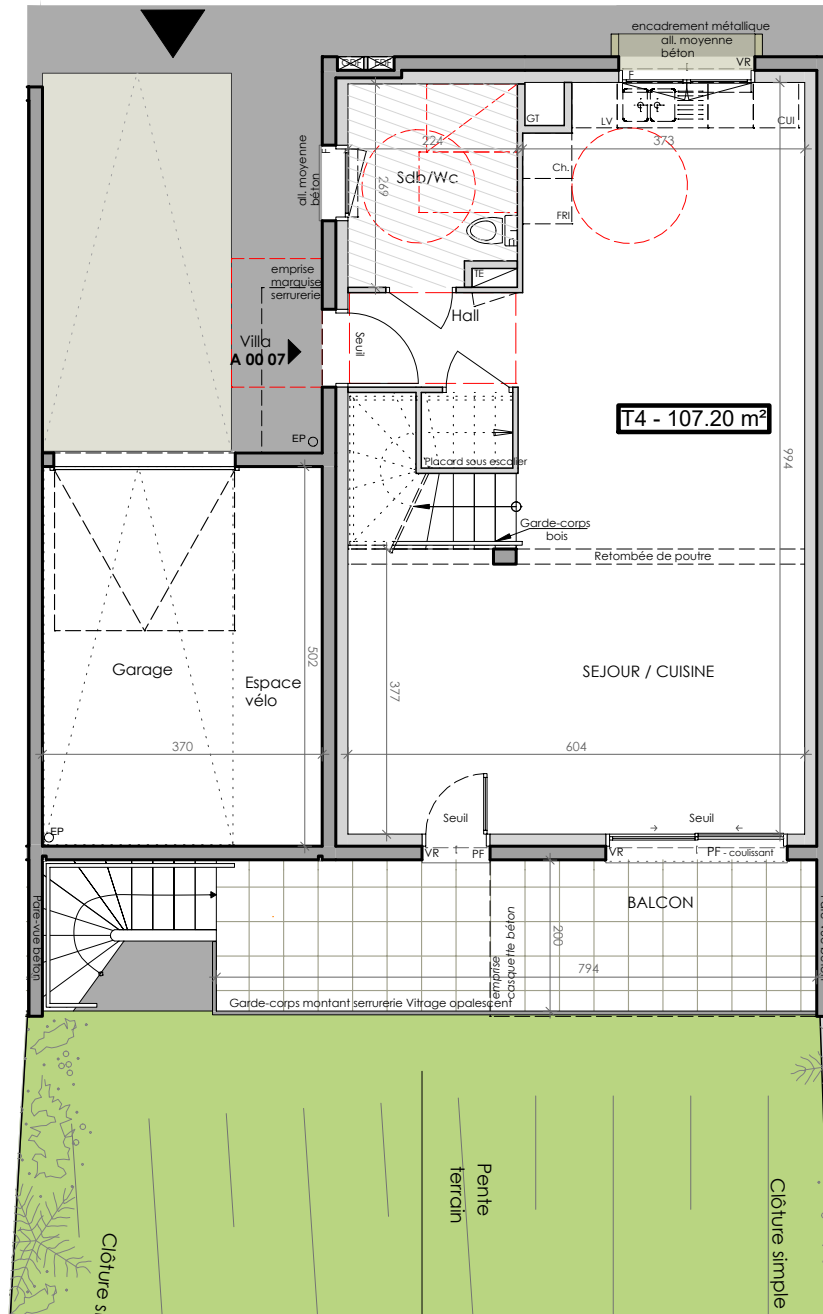 encadrement métallique
all. moyenne
béton
VR
F
GDF
EDF
GT
LV
CUI
224
373
F
all. moyenne
béton
Sdb/Wc
269
Ch.
FRI
TE
emprise
marquise
serrurerie
Hall
Villa
A 00 07
Seuil
T4 - 107.20 m²
EP
Placard sous escalier
994
Garde-corps
bois
Retombée de poutre
Garage
502
Espace
vélo
377
SEJOUR / CUISINE
370
604
EP
Seuil
Seuil
VR
PF
VR
PF - coulissant
Pare-vue béton
BALCON
emprise
casquette béton
200
794
Garde-corps montant serrurerie Vitrage opalescent
Pente
terrain
Clôture simple
Clôture s